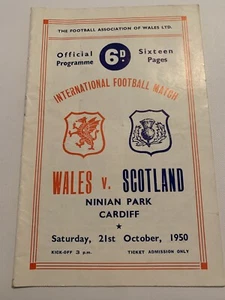 THE FOOTBALL ASSOCIATION OF WALES LTD.
Official Programme
6D.
Sixteen Pages
INTERNATIONAL FOOTBALL MATCH
WALES v. SCOTLAND
NINIAN PARK
CARDIFF
Saturday, 21st October, 1950
KICK-OFF 3 p.m.
TICKET ADMISSION ONLY